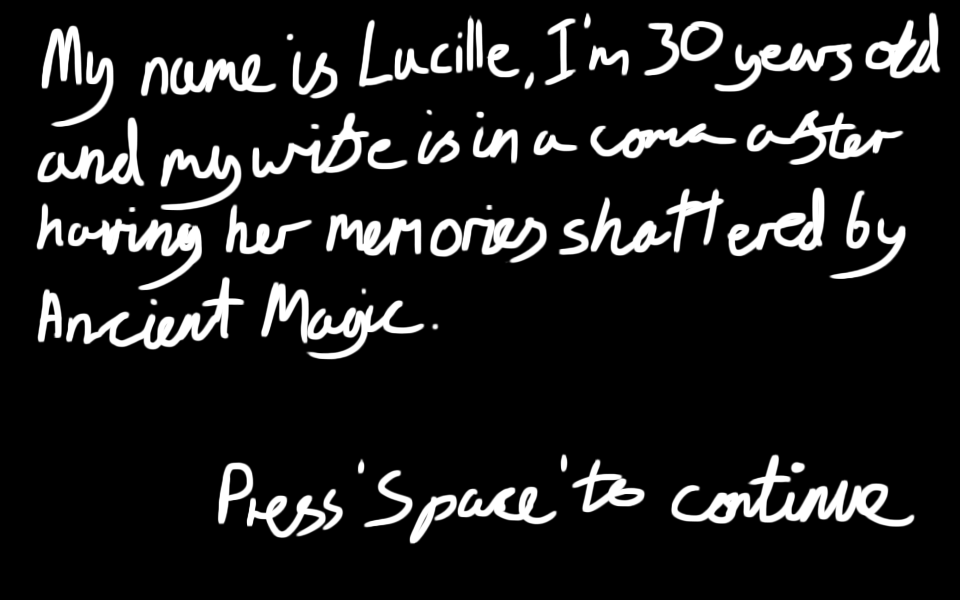 My name is Lucille, I'm 30 years old
and my wife is in a coma after
having her memories shattered by
Ancient Magic.
Press 'Space' to continue